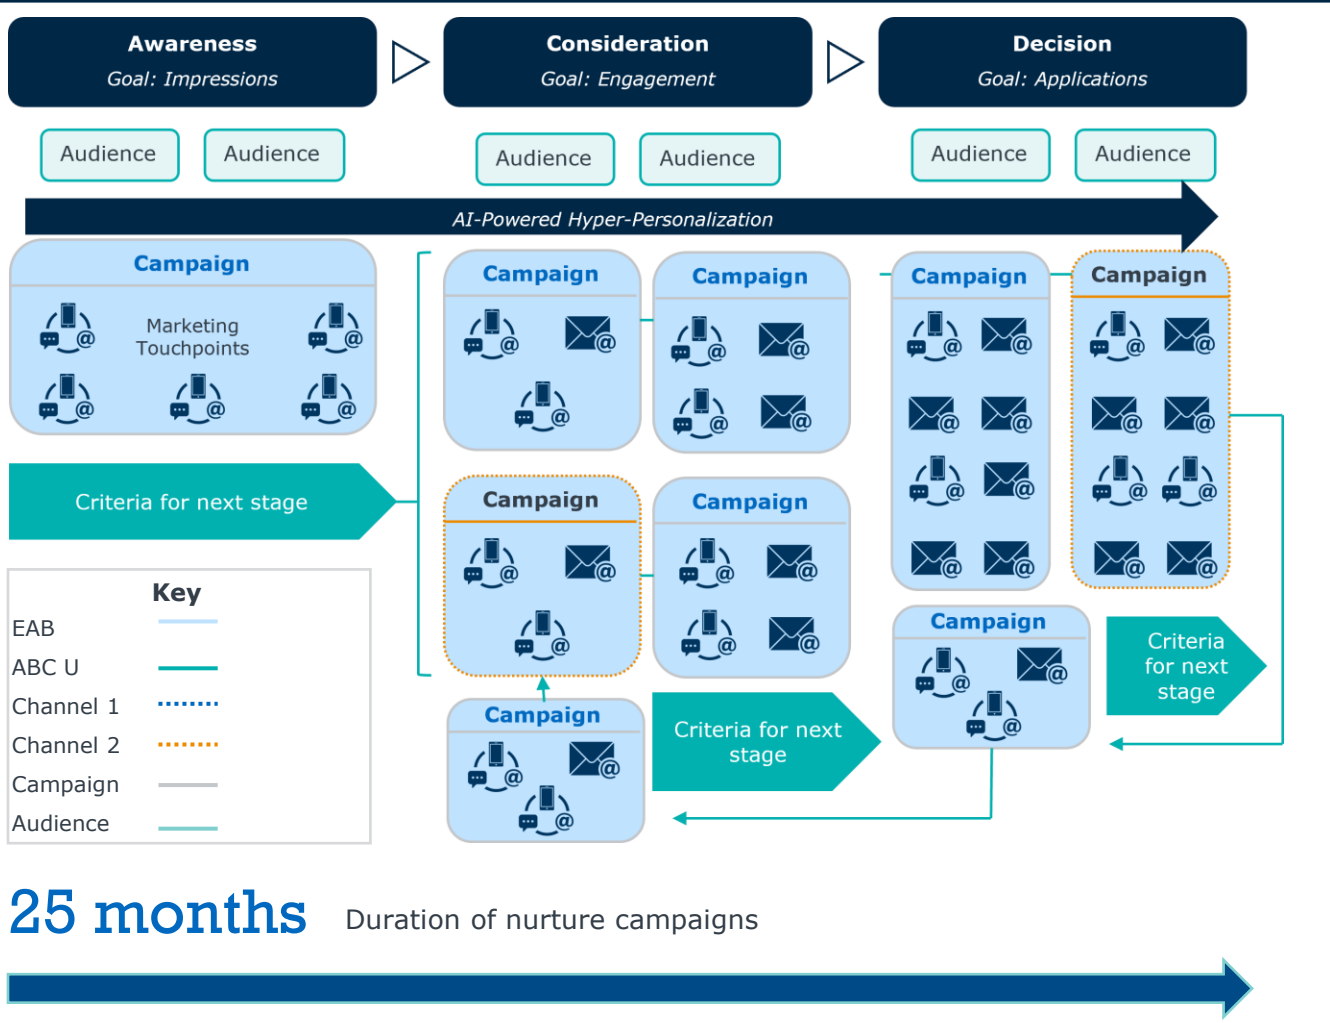 Awareness
Goal: Impressions
Consideration
Goal: Engagement
Decision
Goal: Applications
Audience
Audience
Audience
Audience
Audience
Audience
AI-Powered Hyper-Personalization
Campaign
Marketing
Touchpoints
Criteria for next stage
Campaign
Campaign
Campaign
Campaign
Campaign
Criteria for next
stage
Campaign
Campaign
Campaign
Criteria
for next
stage
Key
EAB
ABC U
Channel 1
Channel 2
Campaign
Audience
25 months
Duration of nurture campaigns